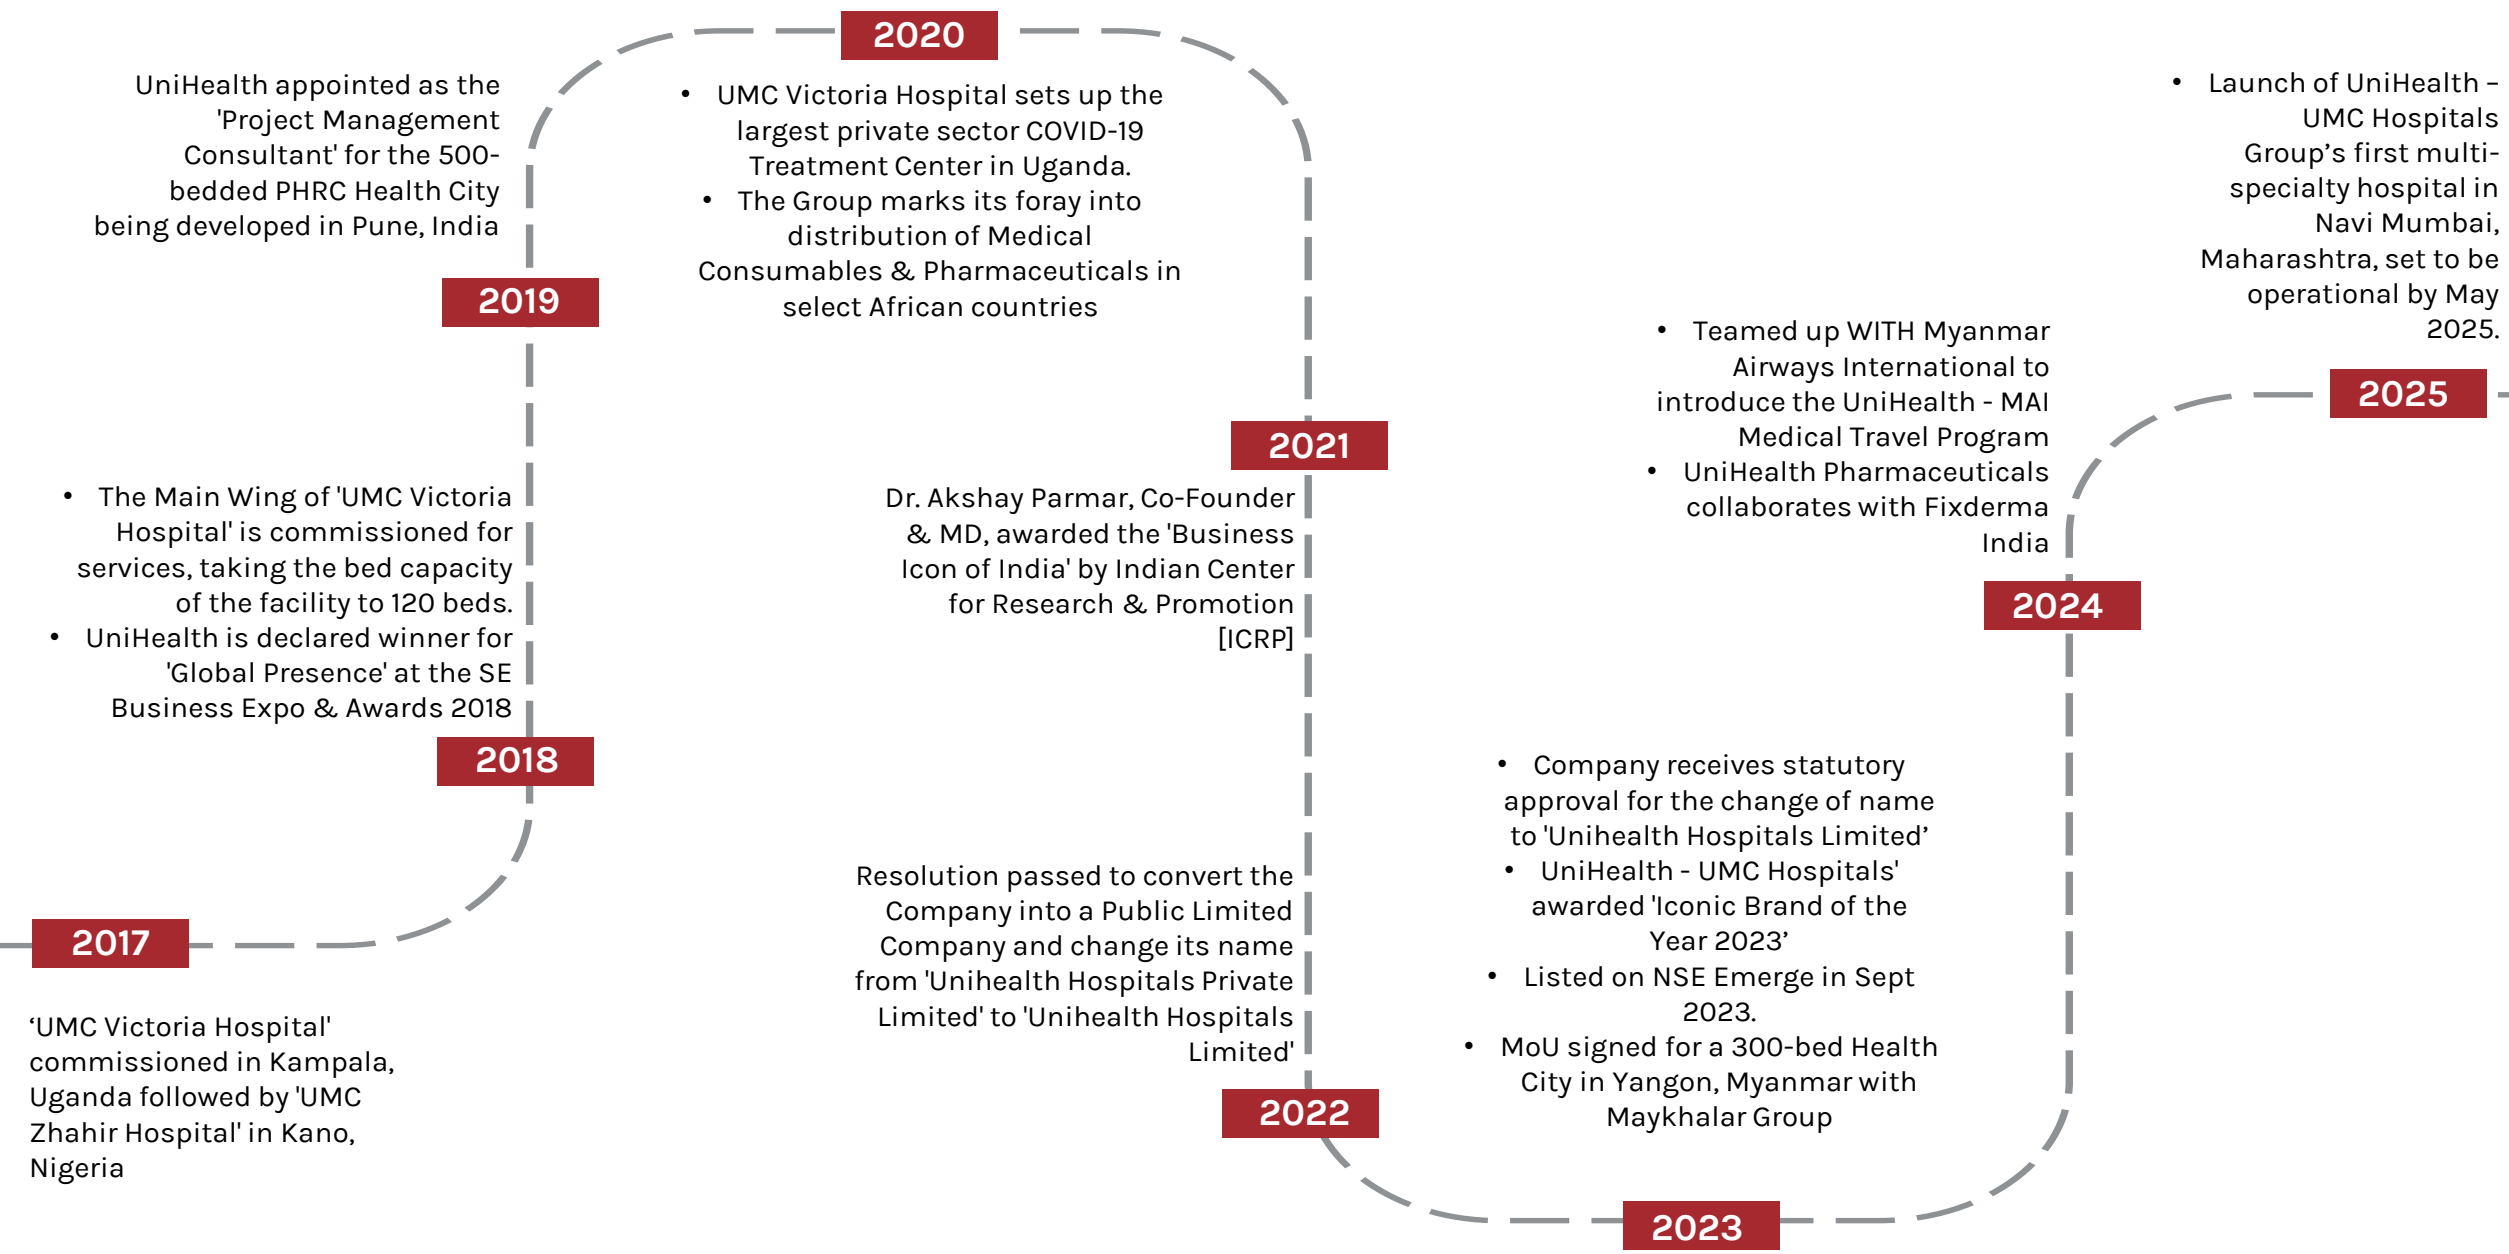 2017
‘UMC Victoria Hospital'
commissioned in Kampala,
Uganda followed by 'UMC
Zhahir Hospital' in Kano,
Nigeria
• The Main Wing of 'UMC Victoria
Hospital' is commissioned for
services, taking the bed capacity
of the facility to 120 beds.
• UniHealth is declared winner for
'Global Presence' at the SE
Business Expo & Awards 2018
2018
UniHealth appointed as the
'Project Management
Consultant' for the 500-
bedded PHRC Health City
being developed in Pune, India
2019
2020
• UMC Victoria Hospital sets up the
largest private sector COVID-19
Treatment Center in Uganda.
• The Group marks its foray into
distribution of Medical
Consumables & Pharmaceuticals in
select African countries
2021
Dr. Akshay Parmar, Co-Founder
& MD, awarded the 'Business
Icon of India' by Indian Center
for Research & Promotion
[ICRP]
Resolution passed to convert the
Company into a Public Limited
Company and change its name
from 'Unihealth Hospitals Private
Limited' to 'Unihealth Hospitals
Limited'
2022
• Company receives statutory
approval for the change of name
to 'Unihealth Hospitals Limited’
• UniHealth - UMC Hospitals'
awarded 'Iconic Brand of the
Year 2023’
• Listed on NSE Emerge in Sept
2023.
• MoU signed for a 300-bed Health
City in Yangon, Myanmar with
Maykhalar Group
2023
• Teamed up WITH Myanmar
Airways International to
introduce the UniHealth - MAI
Medical Travel Program
• UniHealth Pharmaceuticals
collaborates with Fixderma
India
2024
• Launch of UniHealth –
UMC Hospitals
Group’s first multi-
specialty hospital in
Navi Mumbai,
Maharashtra, set to be
operational by May
2025.
2025